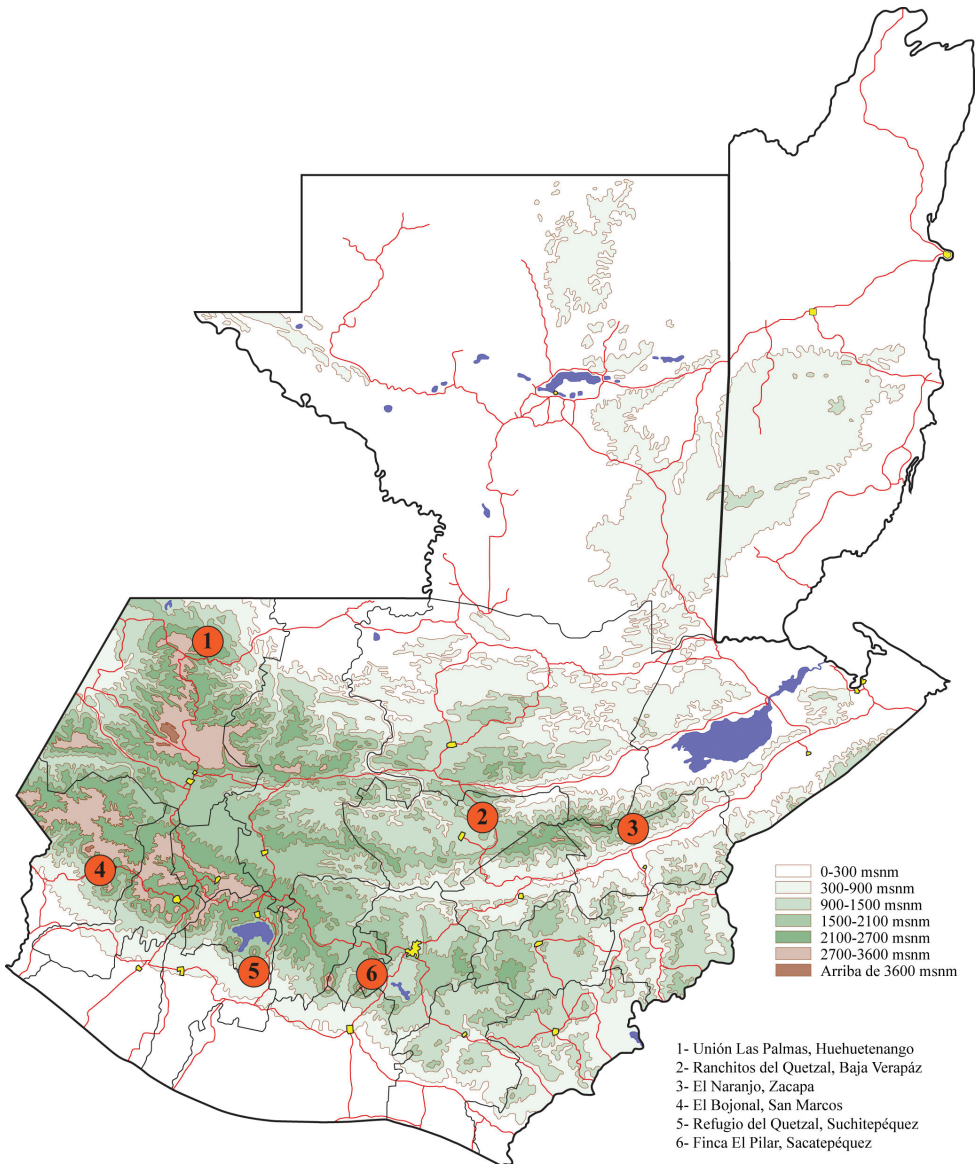 1
2
3
4
5
6
0-300 msnm
300-900 msnm
900-1500 msnm
1500-2100 msnm
2100-2700 msnm
2700-3600 msnm
Arriba de 3600 msnm
1- Unión Las Palmas, Huehuetenango
2- Ranchitos del Quetzal, Baja Verapáz
3- El Naranjo, Zacapa
4- El Bojonal, San Marcos
5- Refugio del Quetzal, Suchitepéquez
6- Finca El Pilar, Sacatepéquez